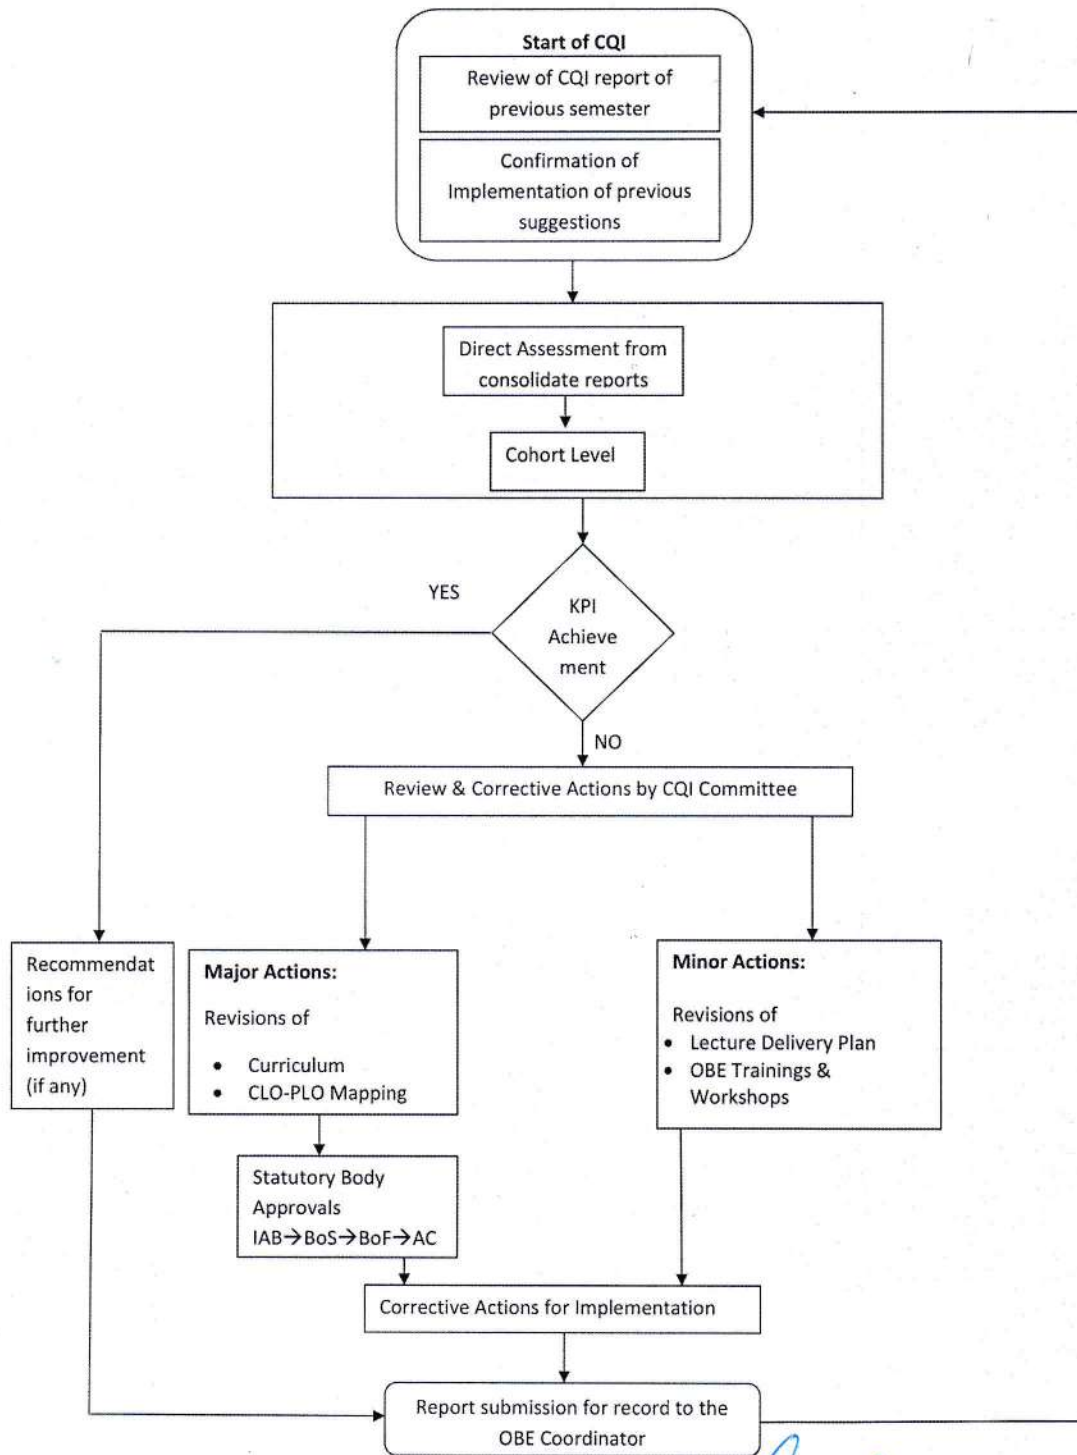 Start of CQI
Review of CQI report of
previous semester
Confirmation of
Implementation of previous
suggestions
Direct Assessment from
consolidate reports
Cohort Level
YES
KPI
Achieve
ment
NO
Review & Corrective Actions by CQI Committee
Recommendat
ions for
further
improvement
(if any)
Major Actions:
Revisions of
• Curriculum
• CLO-PLO Mapping
Minor Actions:
Revisions of
• Lecture Delivery Plan
• OBE Trainings &
Workshops
Statutory Body
Approvals
IAB→BoS→BoF→AC
Corrective Actions for Implementation
Report submission for record to the
OBE Coordinator